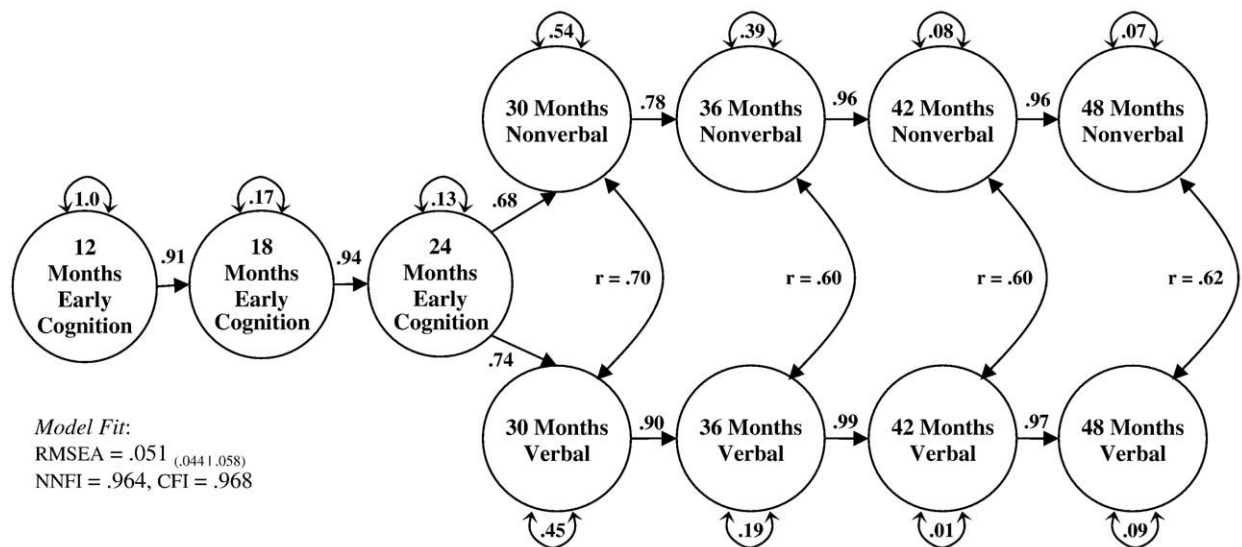 .54
.39
.08
.07
30 Months
Nonverbal
.78
36 Months
Nonverbal
.96
42 Months
Nonverbal
.96
48 Months
Nonverbal
1.0
.17
.13
.68
12
Months
Early
Cognition
.91
18
Months
Early
Cognition
.94
24
Months
Early
Cognition
r = .70
r = .60
r = .60
r = .62
.74
30 Months
Verbal
.90
36 Months
Verbal
.99
42 Months
Verbal
.97
48 Months
Verbal
.45
.19
.01
.09
Model Fit:
RMSEA = .051 (.044 | .058)
NNFI = .964, CFI = .968